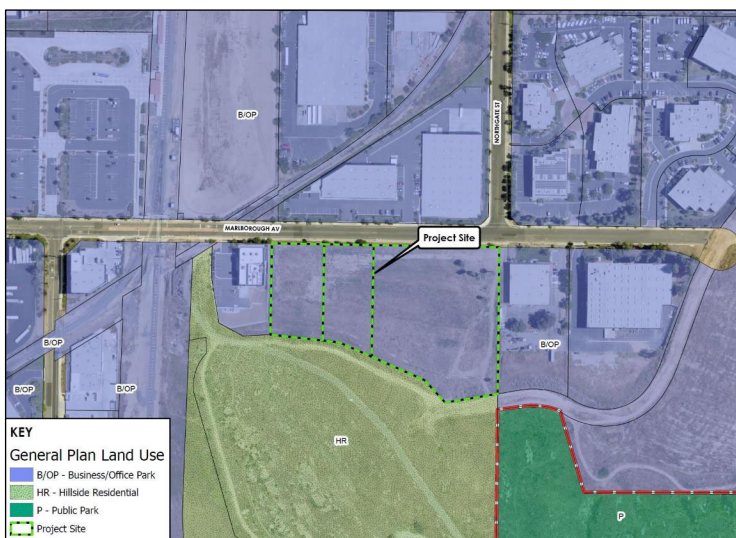 B/OP
NORTHGATE ST
MARLBOROUGH AV
Project Site
B/OP
B/OP
B/OP
B/OP
HR
P
KEY
General Plan Land Use
B/OP - Business/Office Park
HR - Hillside Residential
P - Public Park
Project Site